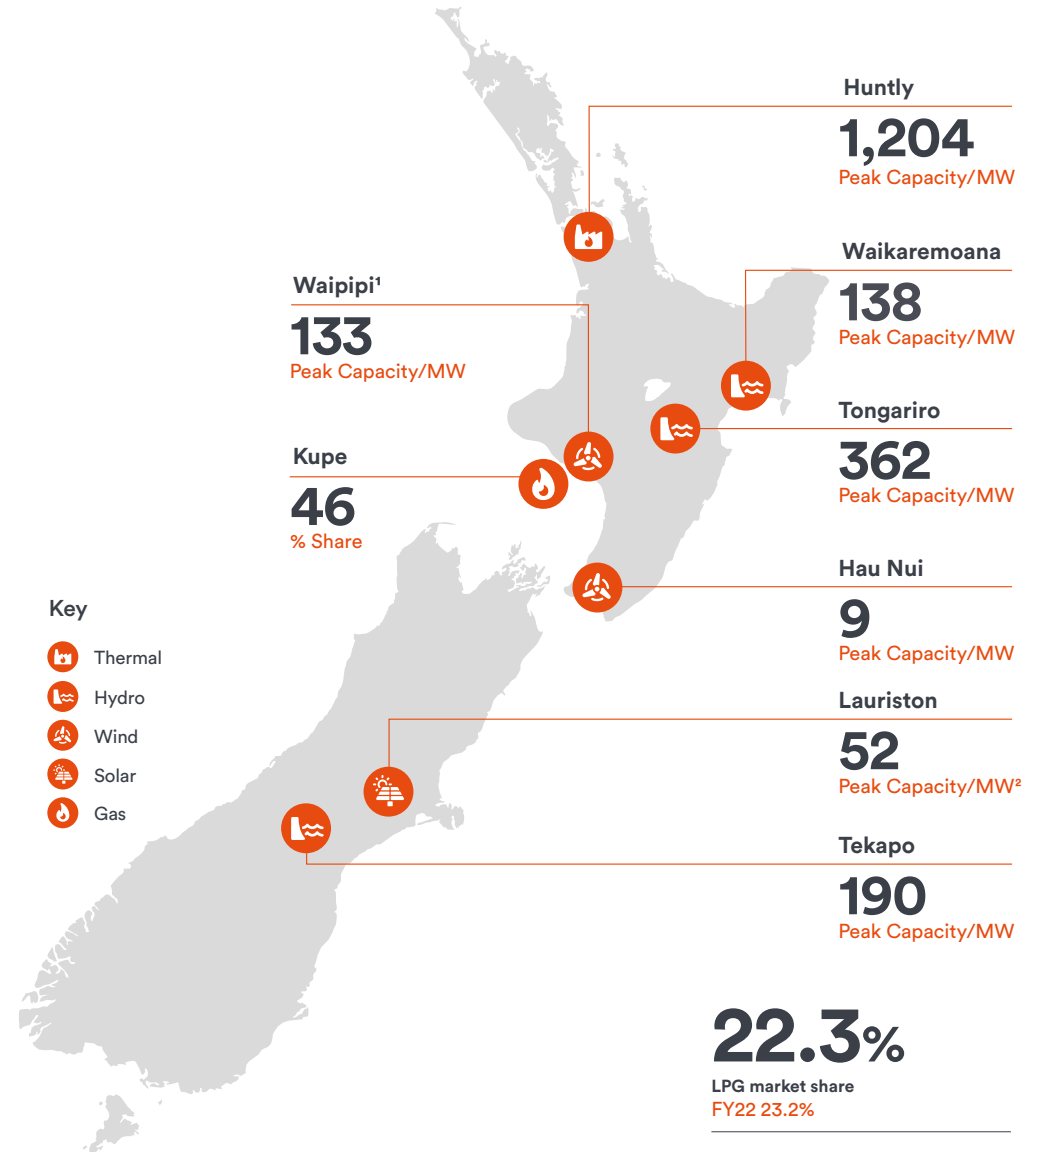 Huntly
1,204
Peak Capacity/MW
Waikaremoana
138
Peak Capacity/MW
Waipipi¹
133
Peak Capacity/MW
Tongariro
362
Peak Capacity/MW
Kupe
46
% Share
Hau Nui
9
Peak Capacity/MW
Key
Thermal
Hydro
Wind
Solar
Gas
Lauriston
52
Peak Capacity/MW²
Tekapo
190
Peak Capacity/MW
22.3%
LPG market share
FY22 23.2%